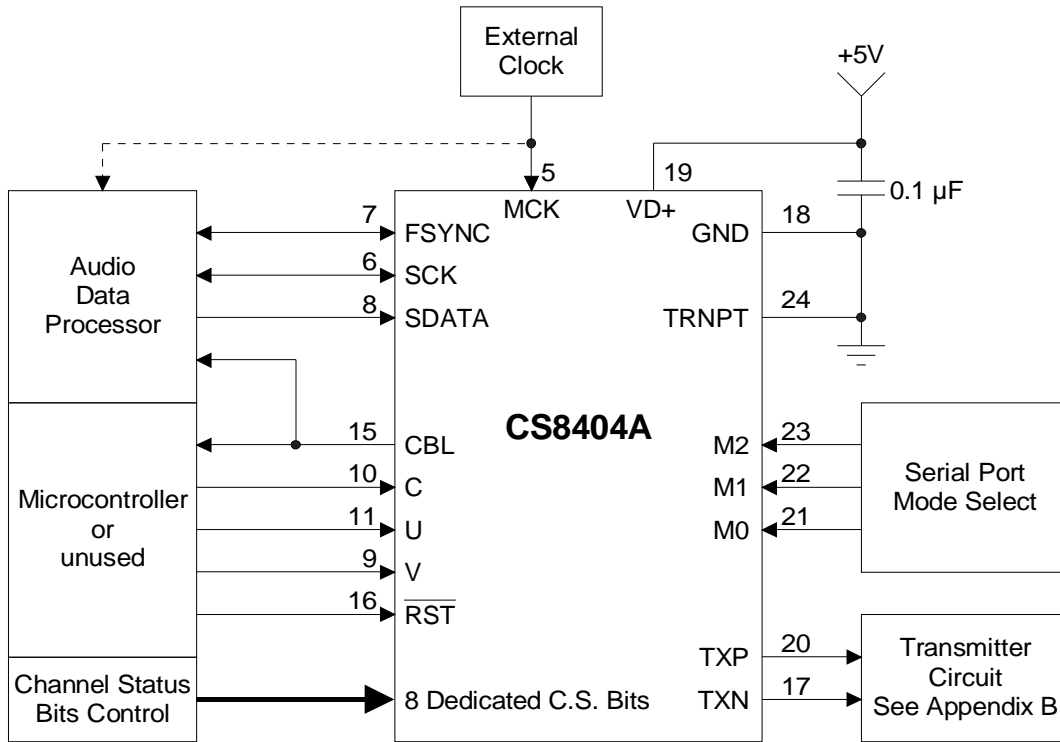 External
Clock
+5V
0.1 µF
5
19
MCK
VD+
7
FSYNC
GND
18
6
SCK
8
SDATA
TRNPT
24
Audio
Data
Processor
CS8404A
15
CBL
M2
23
10
C
M1
22
11
U
M0
21
9
V
16
RST
Serial Port
Mode Select
Microcontroller
or
unused
TXP
20
TXN
17
Transmitter
Circuit
See Appendix B
Channel Status
Bits Control
8 Dedicated C.S. Bits